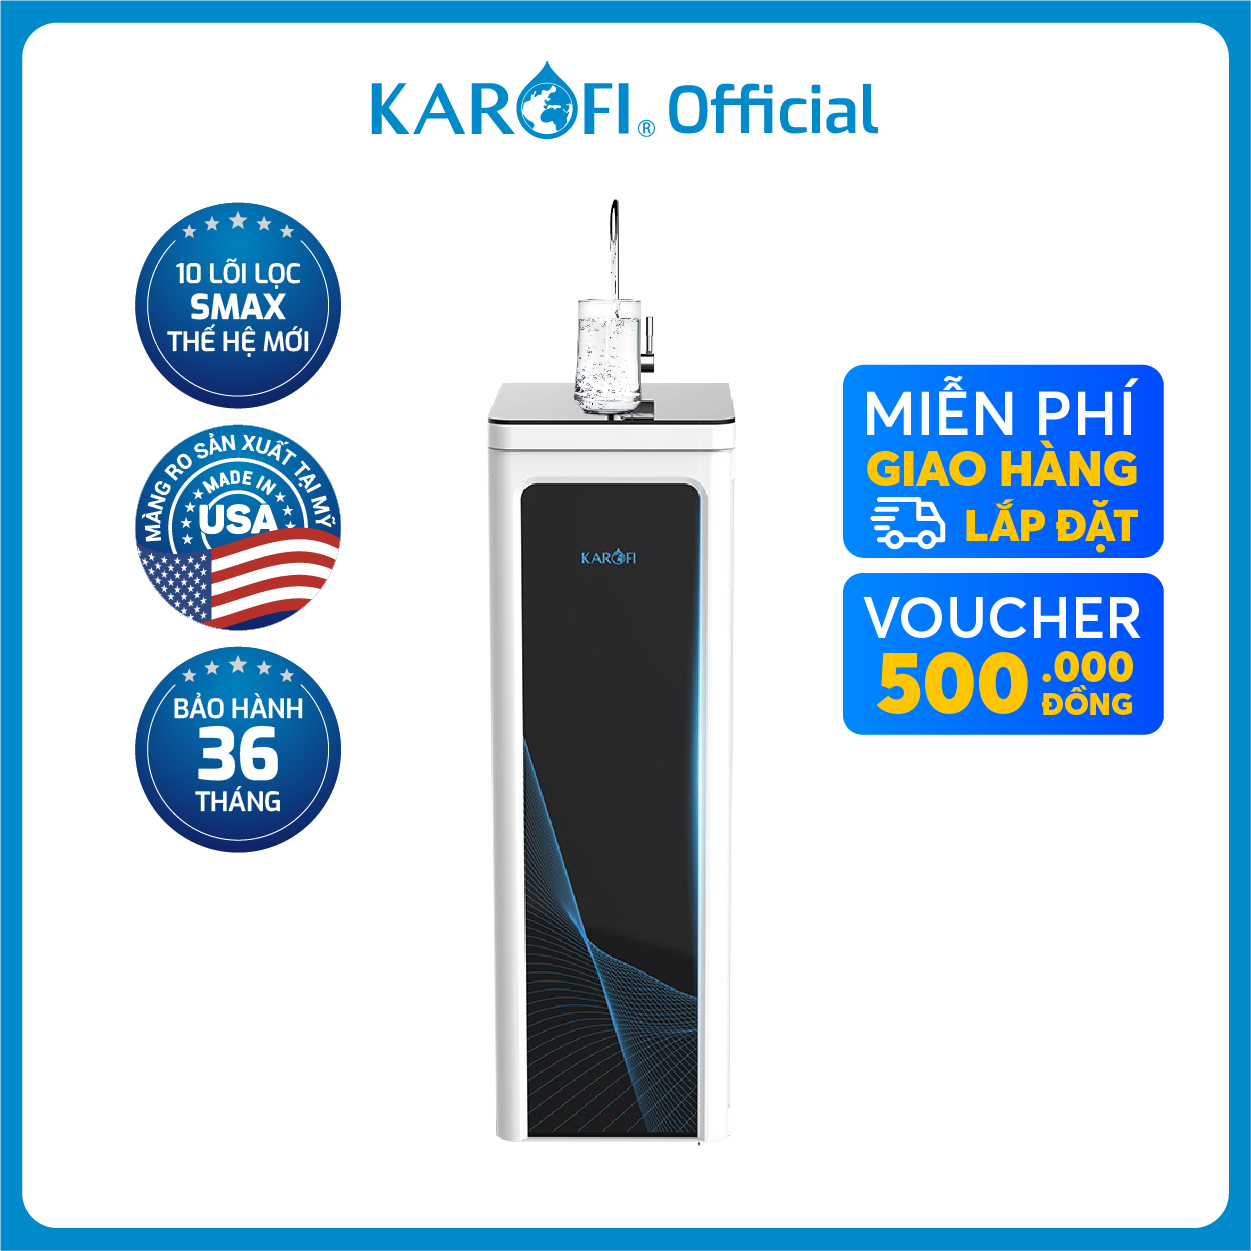 KAROFI® Official
10 LÕI LỌC
SMAX
THẾ HỆ MỚI
MÀNG RO SẢN XUẤT TẠI MỸ
MADE IN
USA
BẢO HÀNH
36
THÁNG
KAROFI
MIỄN PHÍ
GIAO HÀNG
LẮP ĐẶT
VOUCHER
500.000
ĐỒNG